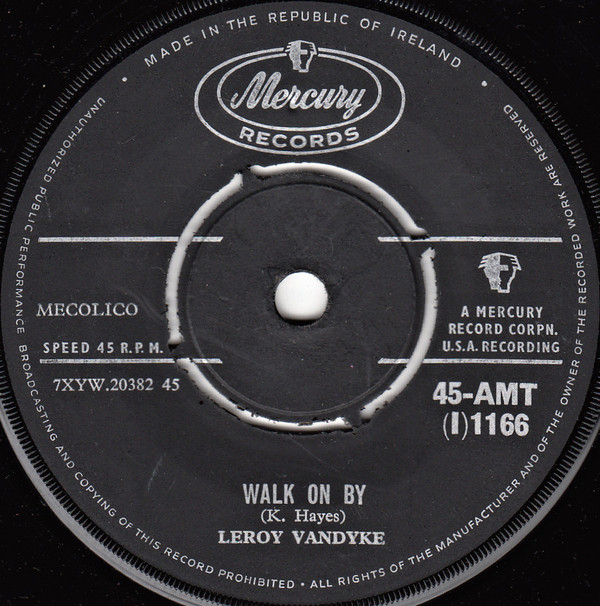 MADE IN THE REPUBLIC OF IRELAND
Mercury
RECORDS
MECOLICO
SPEED 45 R.P.M.
7XYW.20382 45
A MERCURY
RECORD CORPN.
U.S.A. RECORDING
45-AMT
(I)1166
WALK ON BY
(K. Hayes)
LEROY VANDYKE
UNAUTHORIZED PUBLIC PERFORMANCE BROADCASTING AND COPYING OF THIS RECORD PROHIBITED • ALL RIGHTS OF THE MANUFACTURER AND OF THE OWNER OF THE RECORDED WORK ARE RESERVED